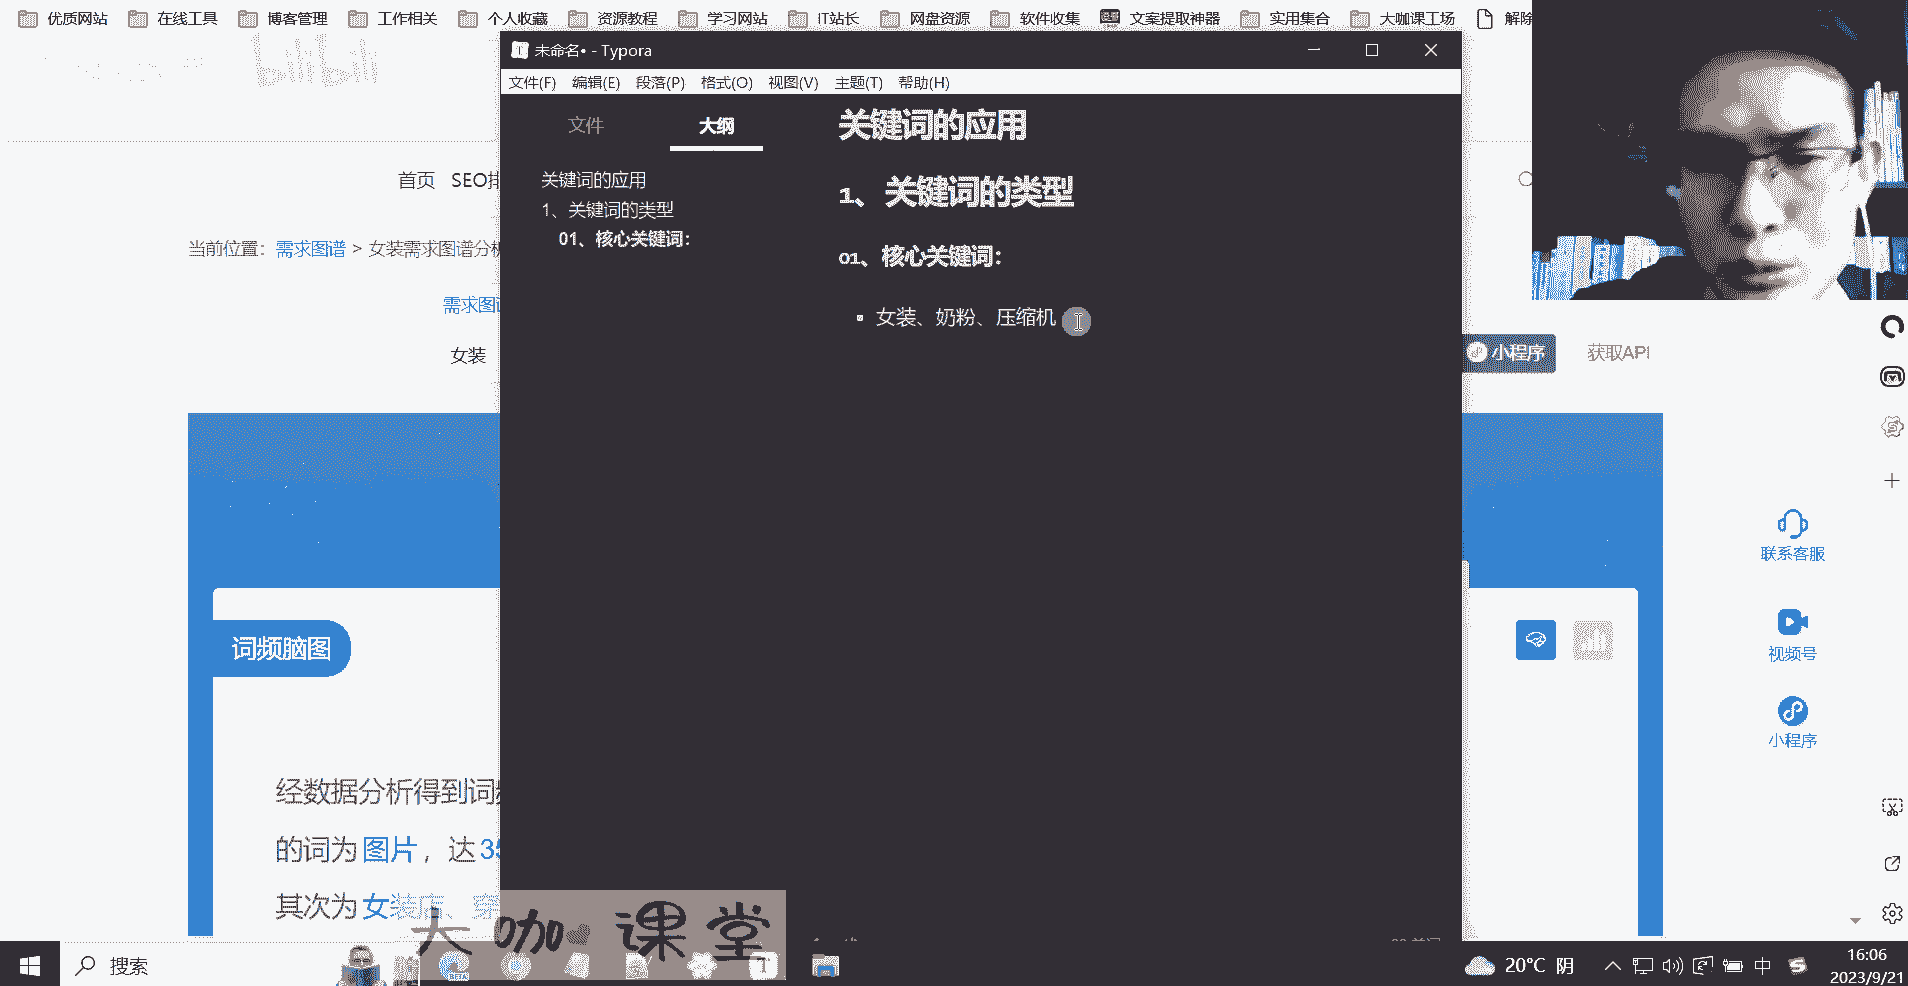 优质网站 在线工具 博客管理 工作相关 个人收藏 资源教程 学习网站 IT站长 网盘资源 软件收集 文案提取神器 实用集合 大咖课工场 解除
bilibili
未命名• - Typora
文件(F) 编辑(E) 段落(P) 格式(O) 视图(V) 主题(T) 帮助(H)
文件 大纲
关键词的应用
1、关键词的类型
01、核心关键词：
关键词的应用
1、关键词的类型
01、核心关键词：
女装、奶粉、压缩机
首页 SEO
当前位置：需求图谱 > 女装需求图谱分析
需求图谱
女装
小程序 获取API
词频脑图
经数据分析得到词频
的词为图片，达35
其次为女装店、穿
联系客服
视频号
小程序
大咖课堂
搜索
BETA
20°C 阴
中
16:06
2023/9/21